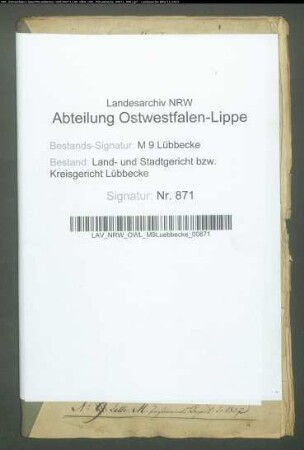 Landesarchiv NRW
Abteilung Ostwestfalen-Lippe
Bestands-Signatur: M 9 Lübbecke
Bestand: Land- und Stadtgericht bzw.
Kreisgericht Lübbecke
Signatur: Nr. 871
LAV_NRW_OWL_M9Luebbecke_00871